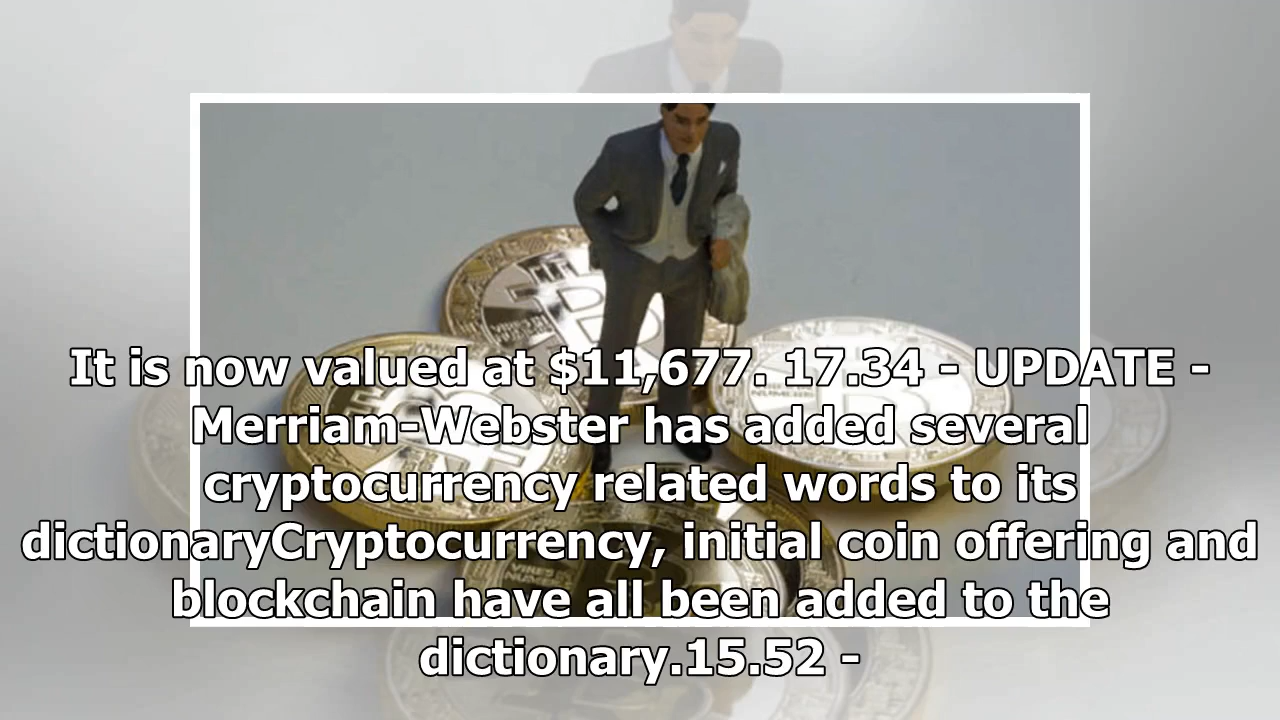 It is now valued at $11,677. 17.34 - UPDATE -
Merriam-Webster has added several
cryptocurrency related words to its
dictionaryCryptocurrency, initial coin offering and
blockchain have all been added to the
dictionary.15.52 -